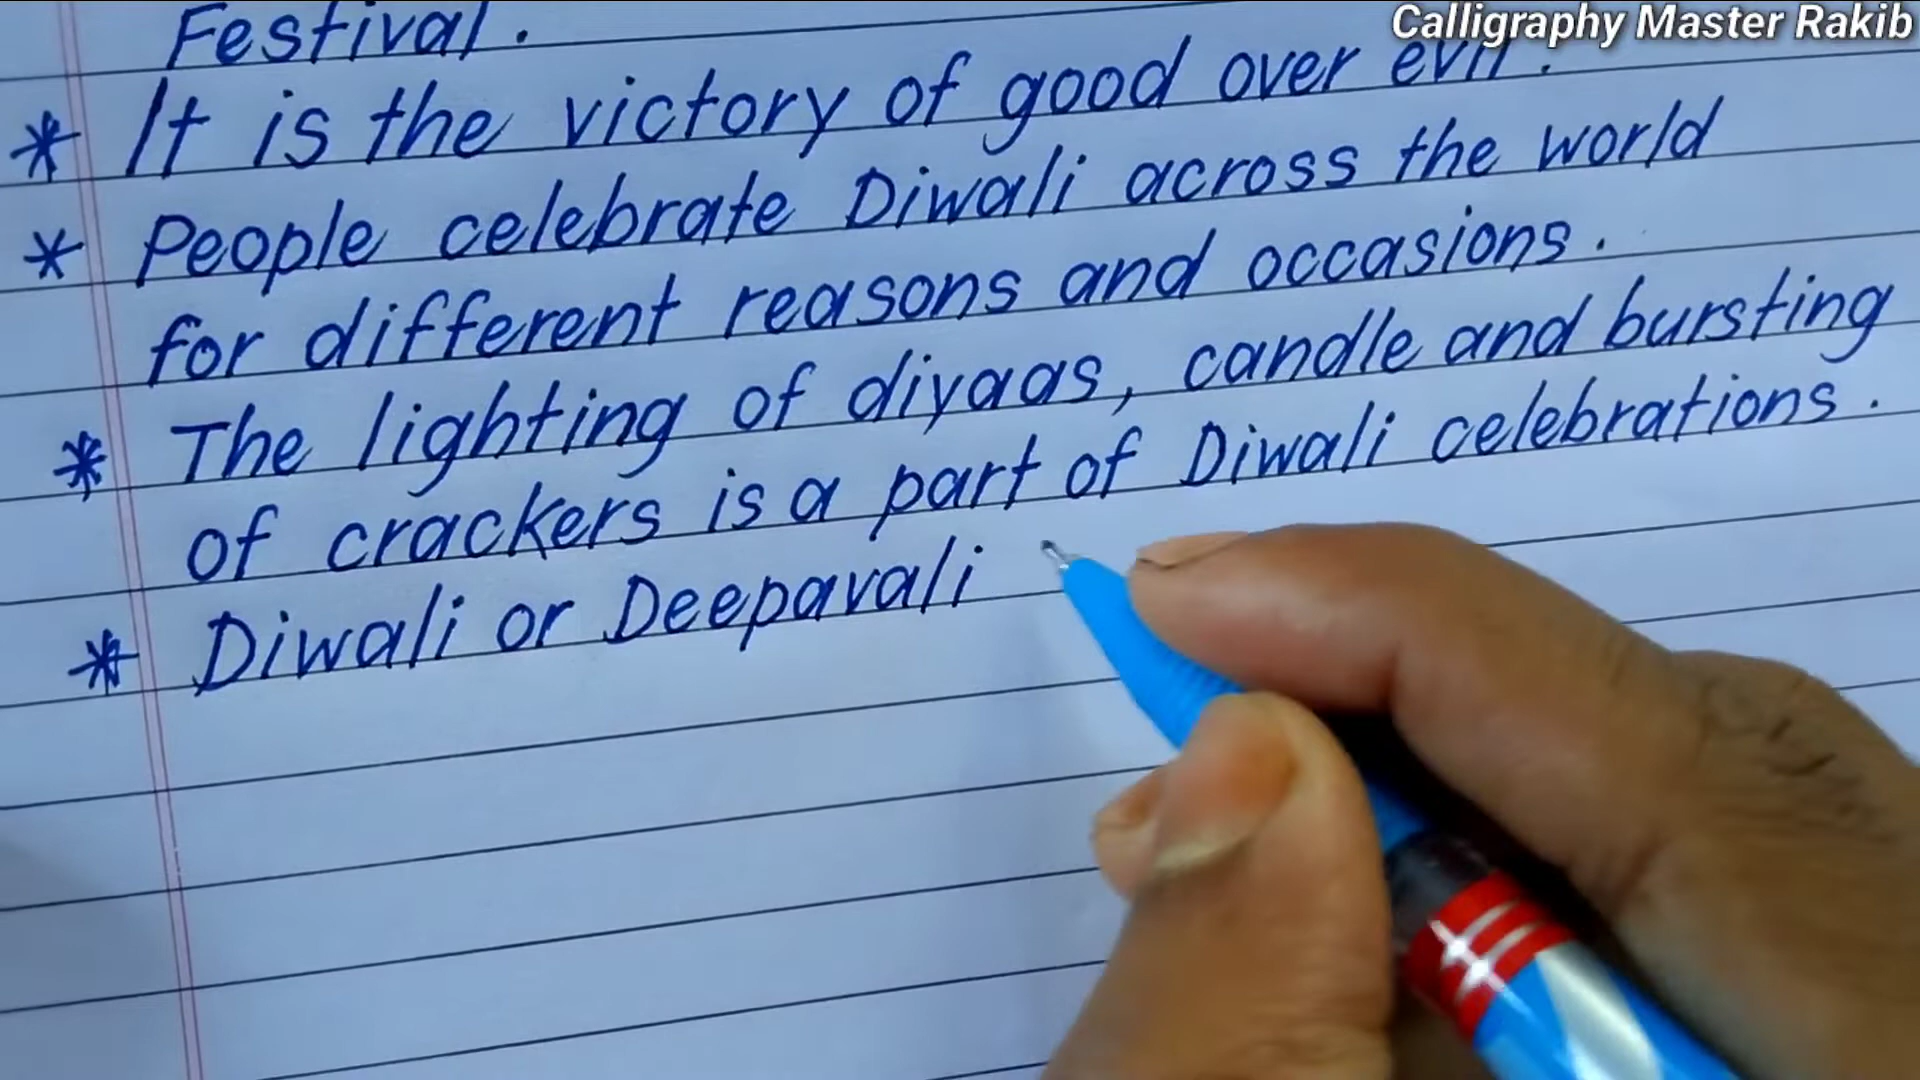 Calligraphy Master Rakib
Festival.
* It is the victory of good over evil.
* People celebrate Diwali across the world
for different reasons and occasions.
* The lighting of diyaas, candle and bursting
of crackers is a part of Diwali celebrations.
* Diwali or Deepavali